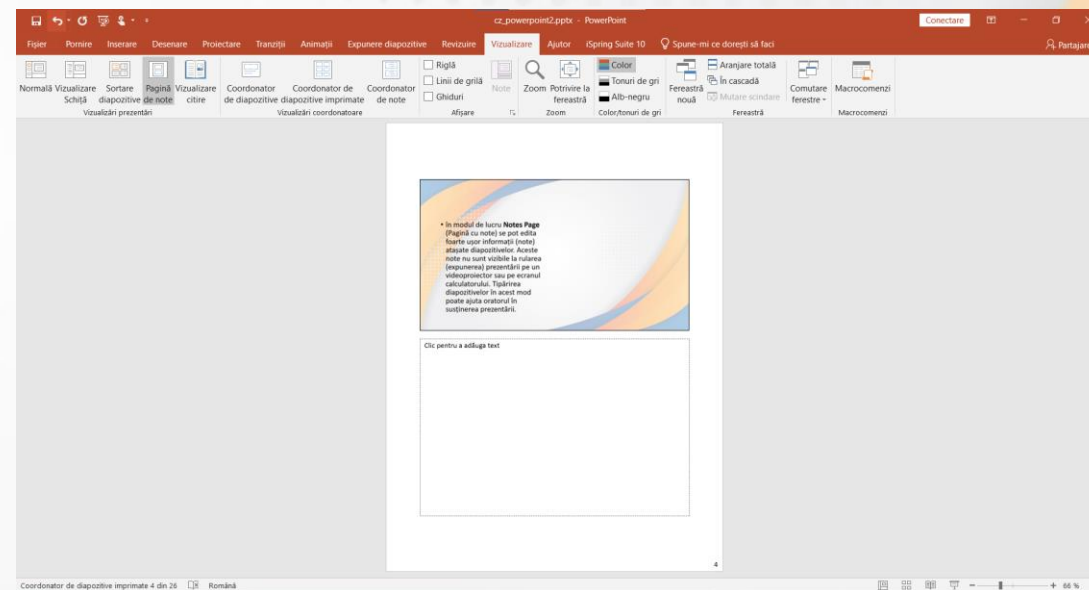 cz_powerpoint2.pptx - PowerPoint
Conectare
Fișier Pornire Inserare Desenare Proiectare Tranziții Animații Expunere diapozitive Revizuire Vizualizare Ajutor iSpring Suite 10 Spune-mi ce dorești să faci Partajare
Normală
Vizualizare
Schiță
Sortare
diapozitive
Pagină
de note
Vizualizare
citire
Vizualizări prezentări
Coordonator
de diapozitive
Coordonator de
diapozitive imprimate
Coordonator
de note
Vizualizări coordonatoare
Riglă
Linii de grilă
Ghiduri
Note
Afișare
Zoom
Potrivire la
fereastră
Zoom
Color
Tonuri de gri
Alb-negru
Color/tonuri de gri
Fereastră
nouă
Aranjare totală
În cascadă
Mutare scindare
Comutare
ferestre
Fereastră
Macrocomenzi
Macrocomenzi
• În modul de lucru Notes Page
(Pagină cu note) se pot edita
foarte ușor informații (note)
atașate diapozitivelor. Aceste
note nu sunt vizibile la rularea
(expunerea) prezentării pe un
videoproiector sau pe ecranul
calculatorului. Tipărirea
diapozitivelor în acest mod
poate ajuta oratorul în
susținerea prezentării.
Clic pentru a adăuga text
4
Coordonator de diapozitive imprimate 4 din 26 Română 66 %